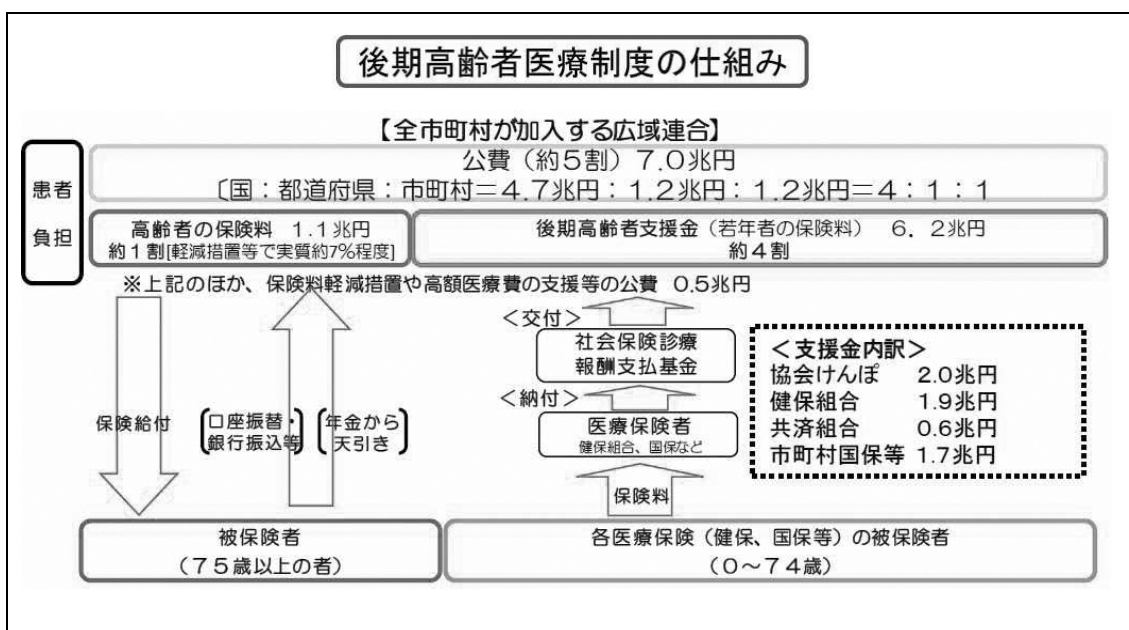 後期高齢者医療制度の仕組み
【全市町村が加入する広域連合】
患者
負担
公費（約５割）７.０兆円
〔国：都道府県：市町村＝４.７兆円：１.２兆円：１.２兆円＝４：１：１
高齢者の保険料　１.１兆円
約１割[軽減措置等で実質約7%程度]
後期高齢者支援金（若年者の保険料）　６．２兆円
約４割
※上記のほか、保険料軽減措置や高額医療費の支援等の公費　０.５兆円
保険給付
口座振替・
銀行振込等
年金から
天引き
＜交付＞
社会保険診療
報酬支払基金
＜納付＞
医療保険者
健保組合、国保など
保険料
＜支援金内訳＞
協会けんぽ　2.0兆円
健保組合　1.9兆円
共済組合　0.6兆円
市町村国保等　1.7兆円
被保険者
（７５歳以上の者）
各医療保険（健保、国保等）の被保険者
（０～７４歳）